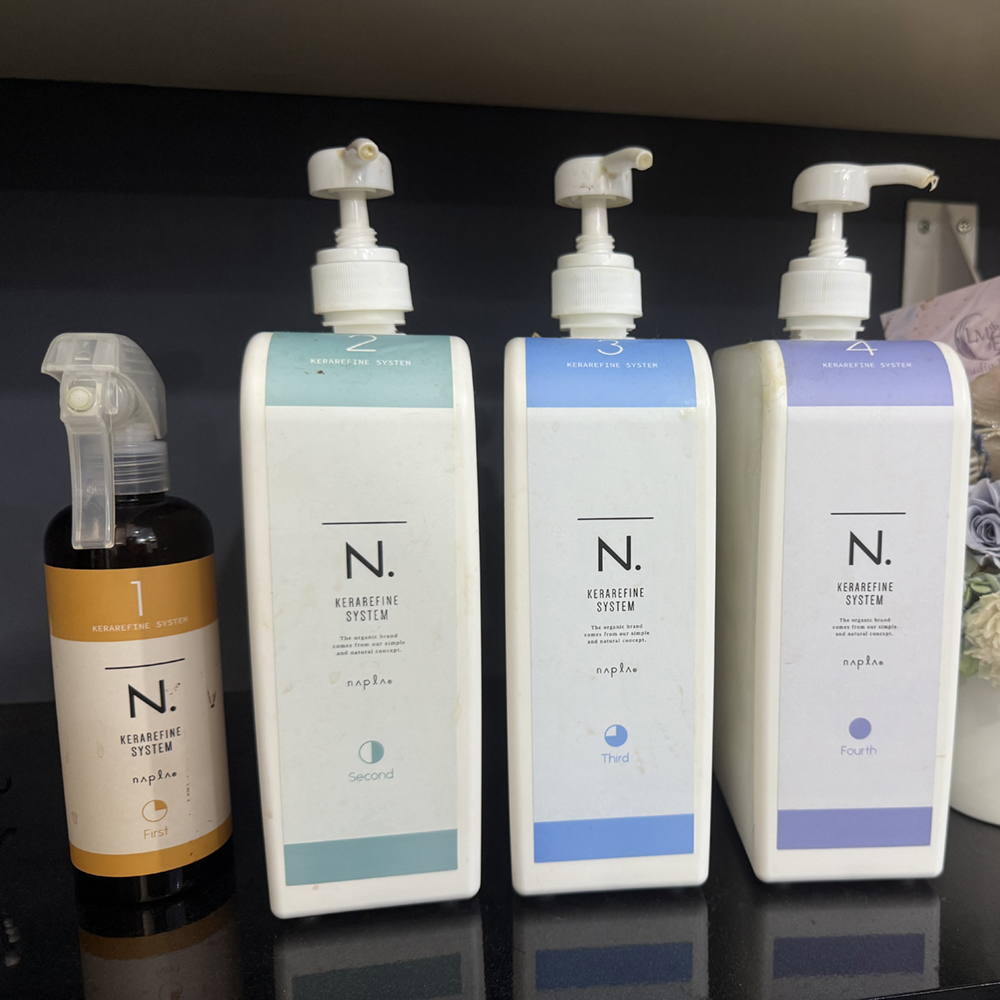 1
KERAREFINE SYSTEM
N.
KERAREFINE
SYSTEM
napla
First
2
KERAREFINE SYSTEM
N.
KERAREFINE
SYSTEM
The organic brand
comes from our simple
and natural concept.
napla
Second
3
KERAREFINE SYSTEM
N.
KERAREFINE
SYSTEM
The organic brand
comes from our simple
and natural concept.
napla
Third
4
KERAREFINE SYSTEM
N.
KERAREFINE
SYSTEM
The organic brand
comes from our simple
and natural concept.
napla
Fourth